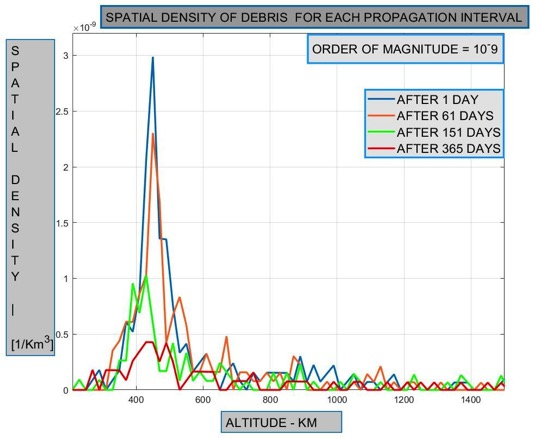 SPATIAL DENSITY OF DEBRIS FOR EACH PROPAGATION INTERVAL
×10⁻⁹
ORDER OF MAGNITUDE = 10⁻9
AFTER 1 DAY
AFTER 61 DAYS
AFTER 151 DAYS
AFTER 365 DAYS
SPATIAL DENSITY |
[1/Km³]
3
2.5
2
1.5
1
0.5
0
400 600 800 1000 1200 1400
ALTITUDE - KM